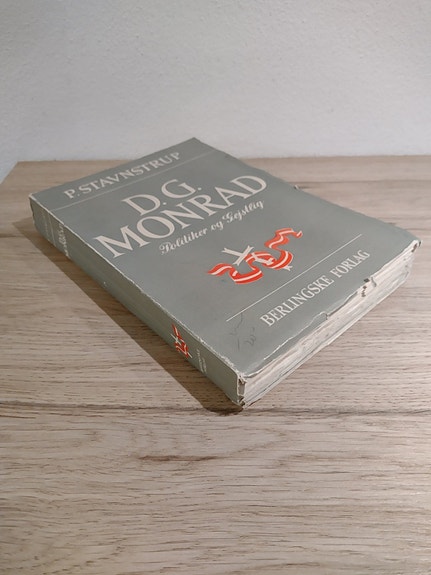 P. STAVNSTRUP
D. G.
MONRAD
Politiker og Gejstlig
BERLINGSKE FORLAG